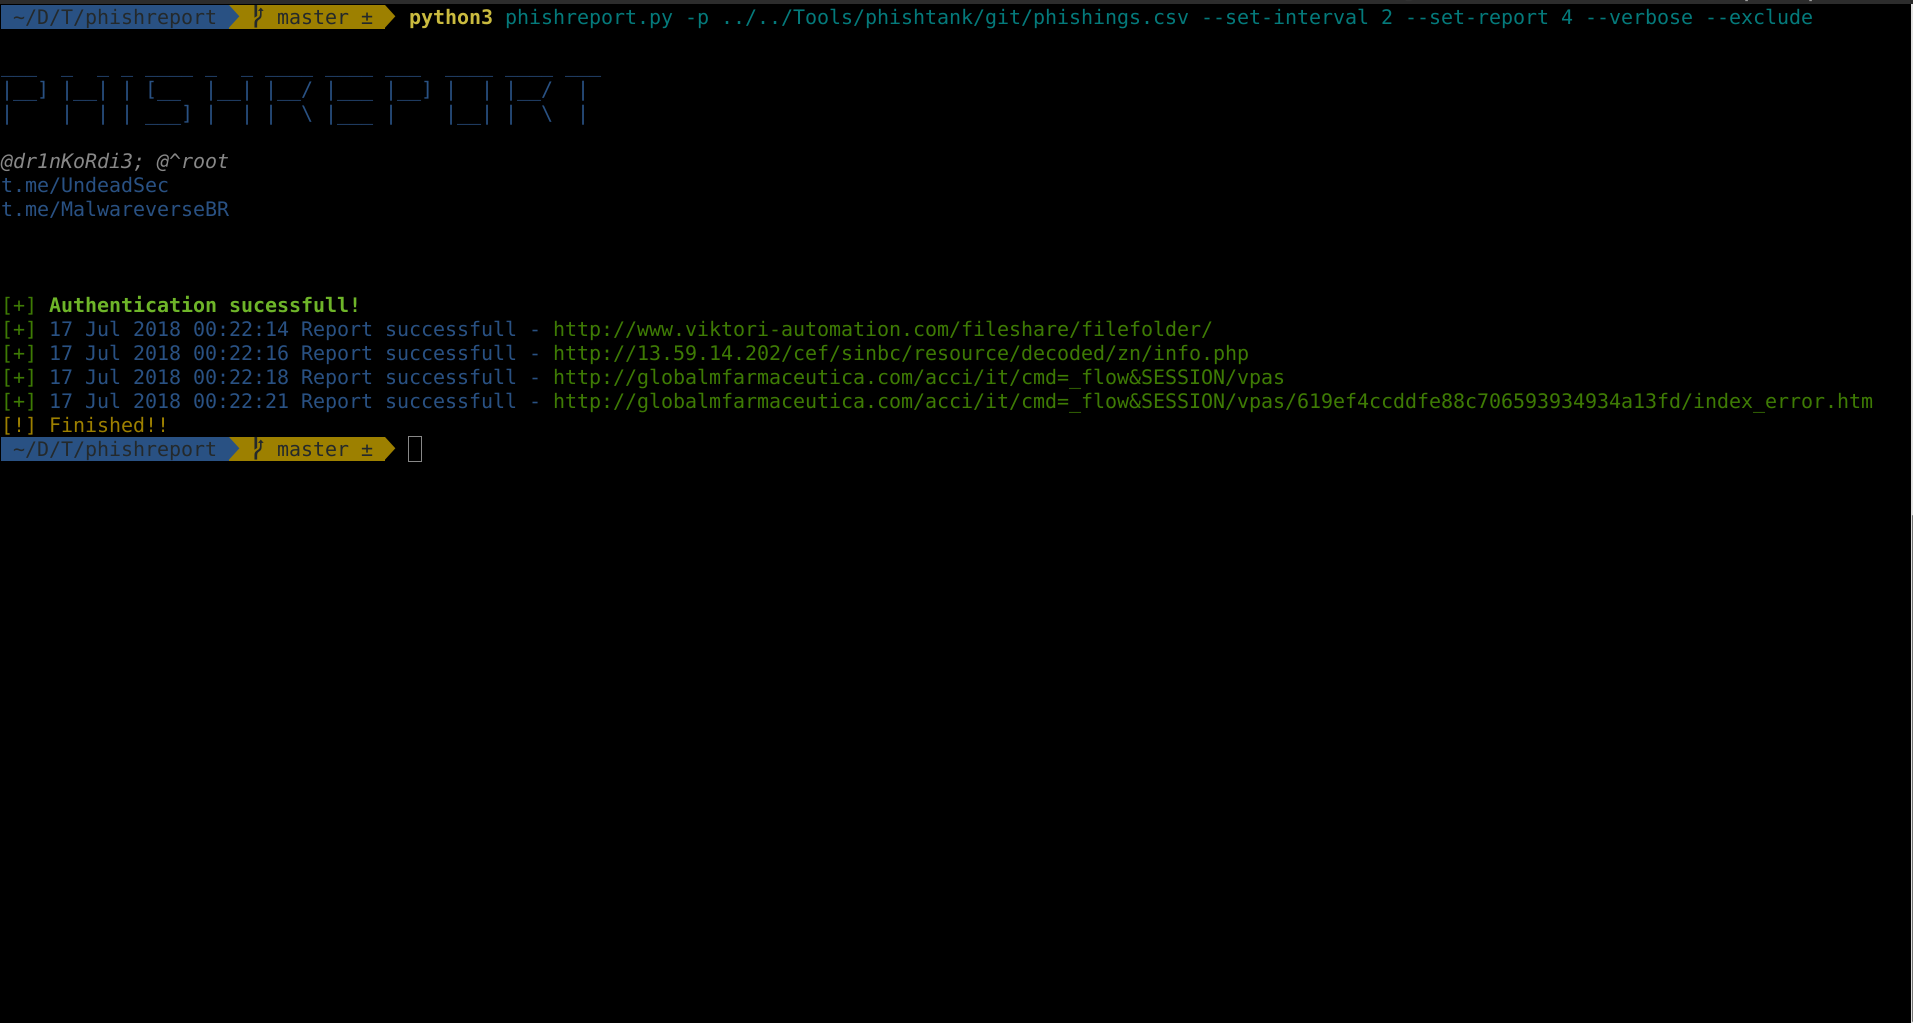 ~/D/T/phishreport master ± python3 phishreport.py -p ../../Tools/phishtank/git/phishings.csv --set-interval 2 --set-report 4 --verbose --exclude
PHISHREPORT
@dr1nKoRdi3; @^root
t.me/UndeadSec
t.me/MalwareverseBR
[+] Authentication sucessfull!
[+] 17 Jul 2018 00:22:14 Report successfull - http://www.viktori-automation.com/fileshare/filefolder/
[+] 17 Jul 2018 00:22:16 Report successfull - http://13.59.14.202/cef/sinbc/resource/decoded/zn/info.php
[+] 17 Jul 2018 00:22:18 Report successfull - http://globalmfarmaceutica.com/acci/it/cmd=_flow&SESSION/vpas
[+] 17 Jul 2018 00:22:21 Report successfull - http://globalmfarmaceutica.com/acci/it/cmd=_flow&SESSION/vpas/619ef4ccddfe88c706593934934a13fd/index_error.htm
[!] Finished!!
~/D/T/phishreport master ±